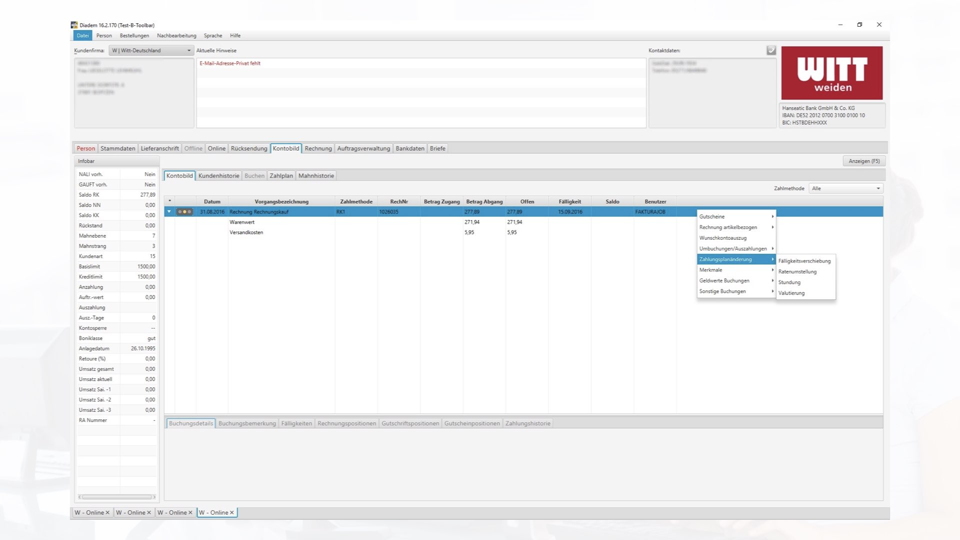 Diadem 16.2.170 (Test-B-Toolbar)
Datei Person Bestellungen Nachbearbeitung Sprache Hilfe
Kundenfirma: W | Witt-Deutschland Aktuelle Hinweise Kontaktdaten:
E-Mail-Adresse-Privat fehlt
WITT
weiden
Hanseatic Bank GmbH & Co. KG
IBAN: DE52 2012 0700 3100 0100 10
BIC: HSTBDEHHXXX
Person Stammdaten Lieferanschrift Offline Online Rücksendung Kontobild Rechnung Auftragsverwaltung Bankdaten Briefe
Infobar Anzeigen (F5)
Kontobild Kundenhistorie Buchen Zahlplan Mahnhistorie
Zahlmethode Alle
NALI vorh. Nein
GAUFT vorh. Nein
Saldo RK 277,89
Saldo NN 0,00
Saldo KK 0,00
Rückstand 0,00
Mahnebene 7
Mahnstrang 3
Kundenart 15
Basislimit 1500,00
Kreditlimit 1500,00
Anzahlung 0,00
Auftr.-wert 0,00
Auszahlung
Ausz.-Tage 0
Kontosperre --
Boniklasse gut
Anlagedatum 26.10.1995
Retoure (%) 0,00
Umsatz gesamt 0,00
Umsatz aktuell 0,00
Umsatz Sai. -1 0,00
Umsatz Sai. -2 0,00
Umsatz Sai. -3 0,00
RA Nummer -
Datum Vorgangsbezeichnung Zahlmethode RechNr Betrag Zugang Betrag Abgang Offen Fälligkeit Saldo Benutzer
31.08.2016 Rechnung Rechnungskauf RK1 277,89 277,89 15.09.2016 FAKTURAJOB
Warenwert 271,94 271,94
Versandkosten 5,95 5,95
Gutscheine
Rechnung artikelbezogen
Wunschkontoauszug
Umbuchungen/Auszahlungen
Zahlungsplanänderung
Merkmale
Geldwerte Buchungen
Sonstige Buchungen
Fälligkeitsverschiebung
Ratenumstellung
Stundung
Valutierung
Buchungsdetails Buchungsbemerkung Fälligkeiten Rechnungspositionen Gutschriftspositionen Gutscheinpositionen Zahlungshistorie
W - Online W - Online W - Online W - Online